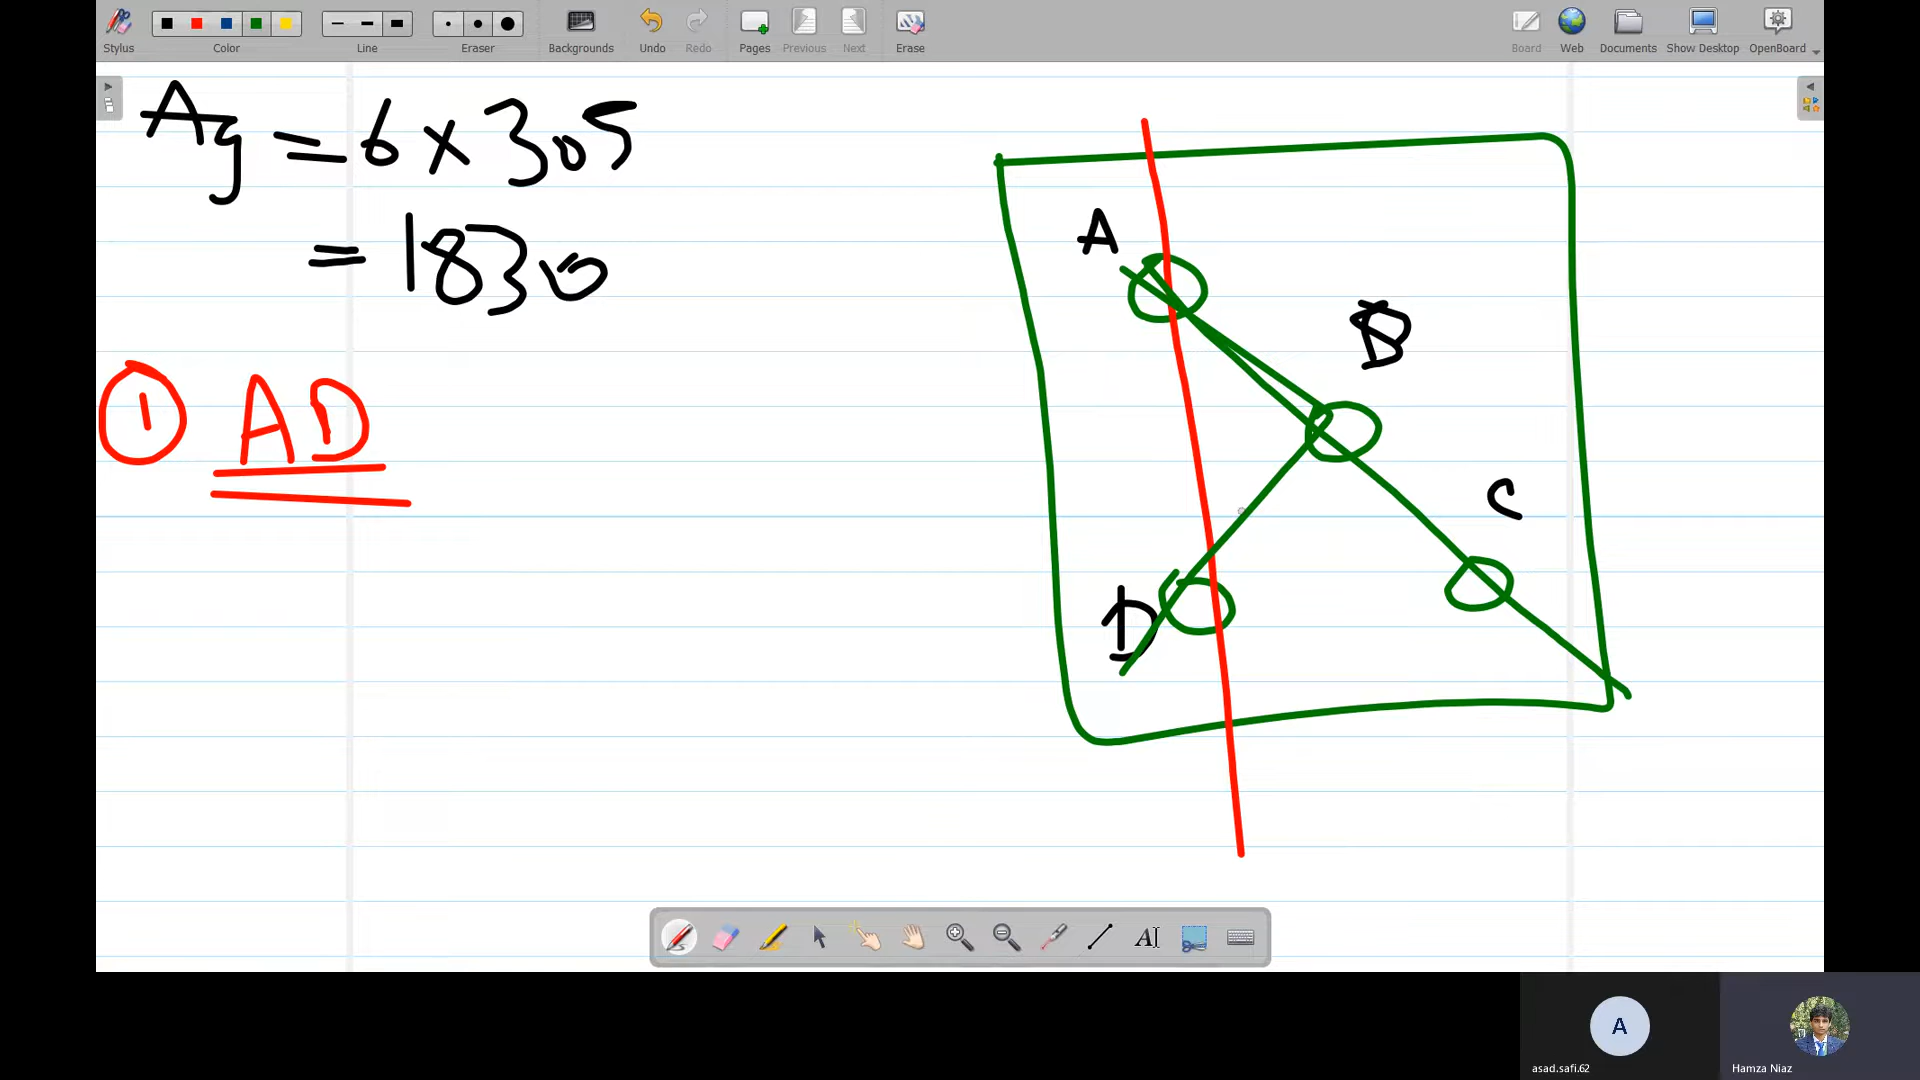 Stylus
Color
Line
Eraser
Backgrounds
Undo
Redo
Pages
Previous
Next
Erase
Board
Web
Documents
Show Desktop
OpenBoard
Ag = 6 x 305
= 1830
① AD
A
B
C
D
A
asad.safi.62
Hamza Niaz